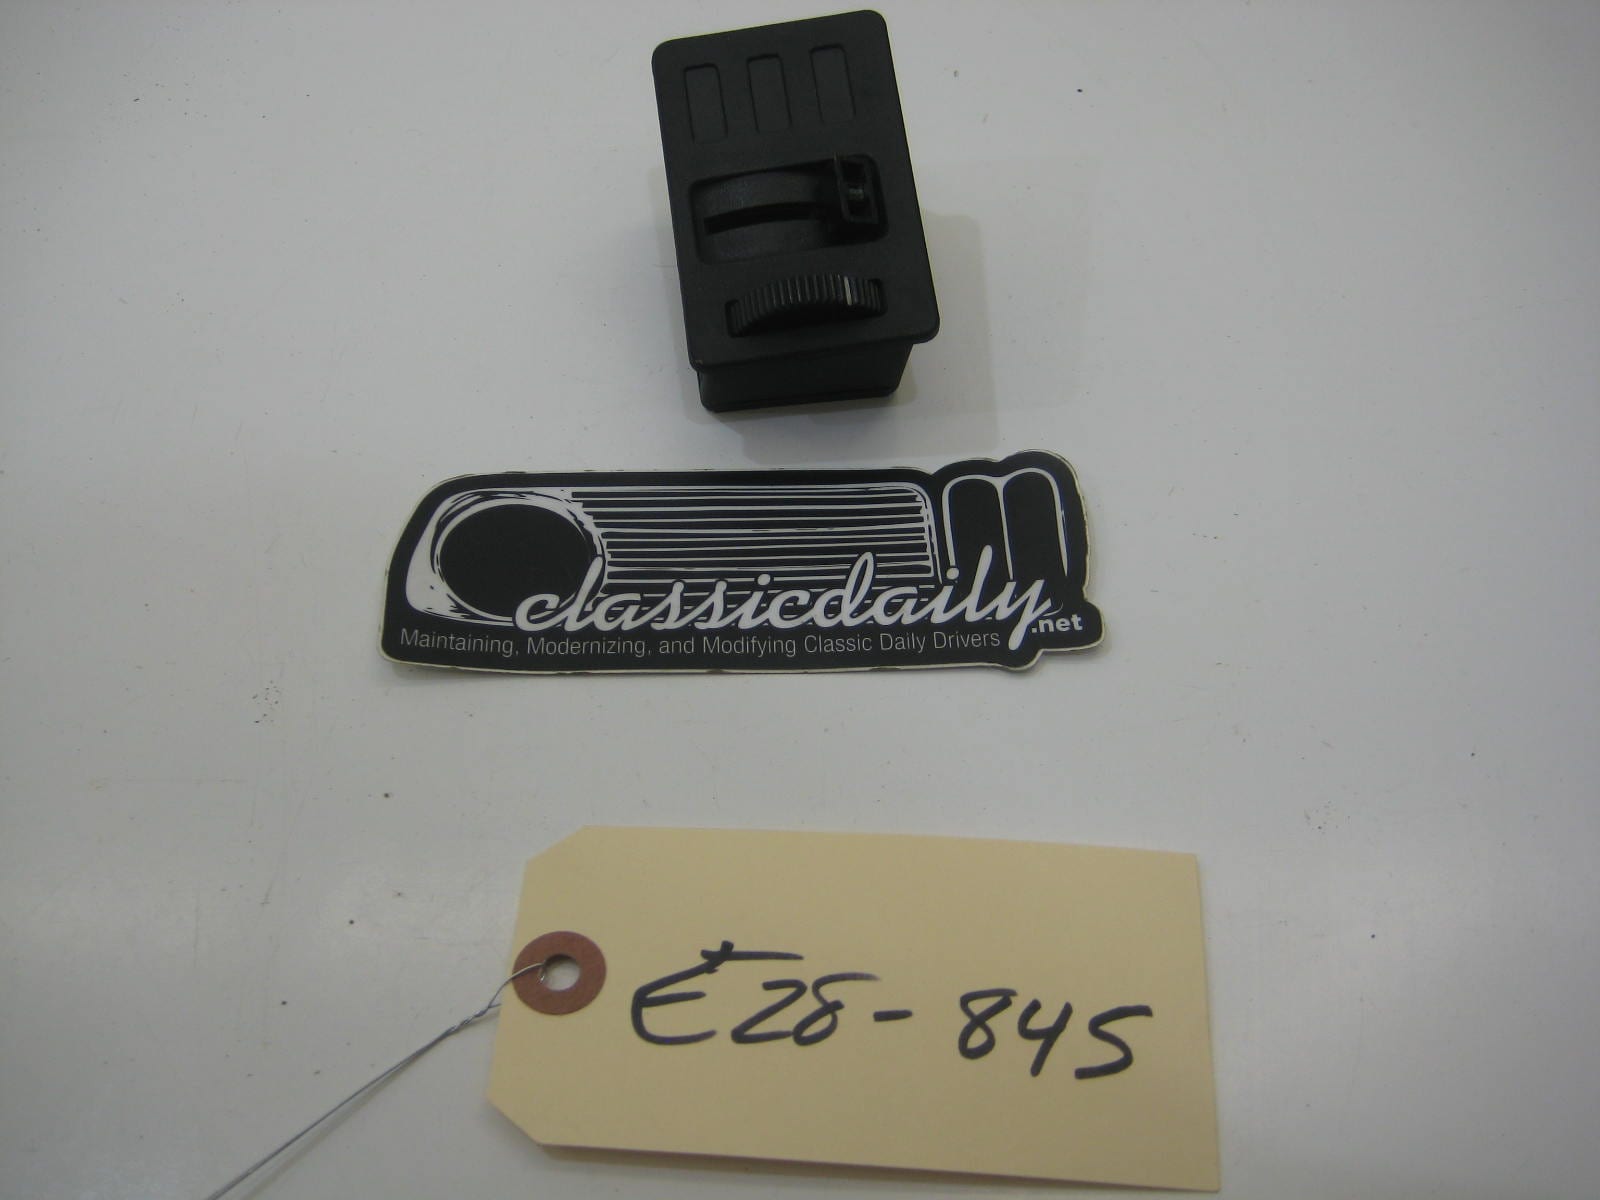 classicdaily.net
Maintaining, Modernizing, and Modifying Classic Daily Drivers
E28-845